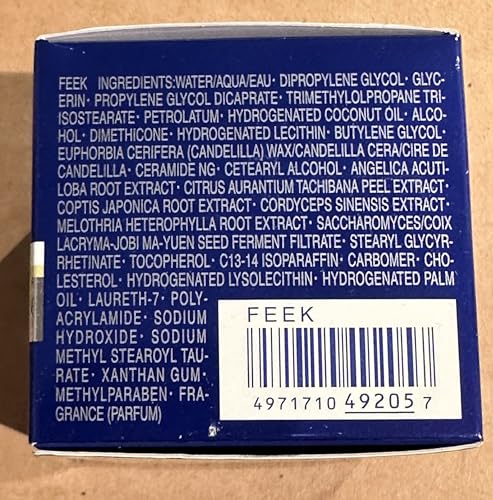 FEEK INGREDIENTS:WATER/AQUA/EAU· DIPROPYLENE GLYCOL· GLYC-
ERIN· PROPYLENE GLYCOL DICAPRATE· TRIMETHYLOLPROPANE TRI-
ISOSTEARATE· PETROLATUM· HYDROGENATED COCONUT OIL· ALCO-
HOL· DIMETHICONE· HYDROGENATED LECITHIN· BUTYLENE GLYCOL·
EUPHORBIA CERIFERA (CANDELILLA) WAX/CANDELILLA CERA/CIRE DE
CANDELILLA· CERAMIDE NG· CETEARYL ALCOHOL· ANGELICA ACUTI-
LOBA ROOT EXTRACT· CITRUS AURANTIUM TACHIBANA PEEL EXTRACT·
COPTIS JAPONICA ROOT EXTRACT· CORDYCEPS SINENSIS EXTRACT·
MELOTHRIA HETEROPHYLLA ROOT EXTRACT· SACCHAROMYCES/COIX
LACRYMA-JOBI MA-YUEN SEED FERMENT FILTRATE· STEARYL GLYCYR-
RHETINATE· TOCOPHEROL· C13-14 ISOPARAFFIN· CARBOMER· CHO-
LESTEROL· HYDROGENATED LYSOLECITHIN· HYDROGENATED PALM
OIL· LAURETH-7· POLY-
ACRYLAMIDE· SODIUM
HYDROXIDE· SODIUM
METHYL STEAROYL TAU-
RATE· XANTHAN GUM·
METHYLPARABEN· FRA-
GRANCE (PARFUM)
FEEK
4971710 49205 7